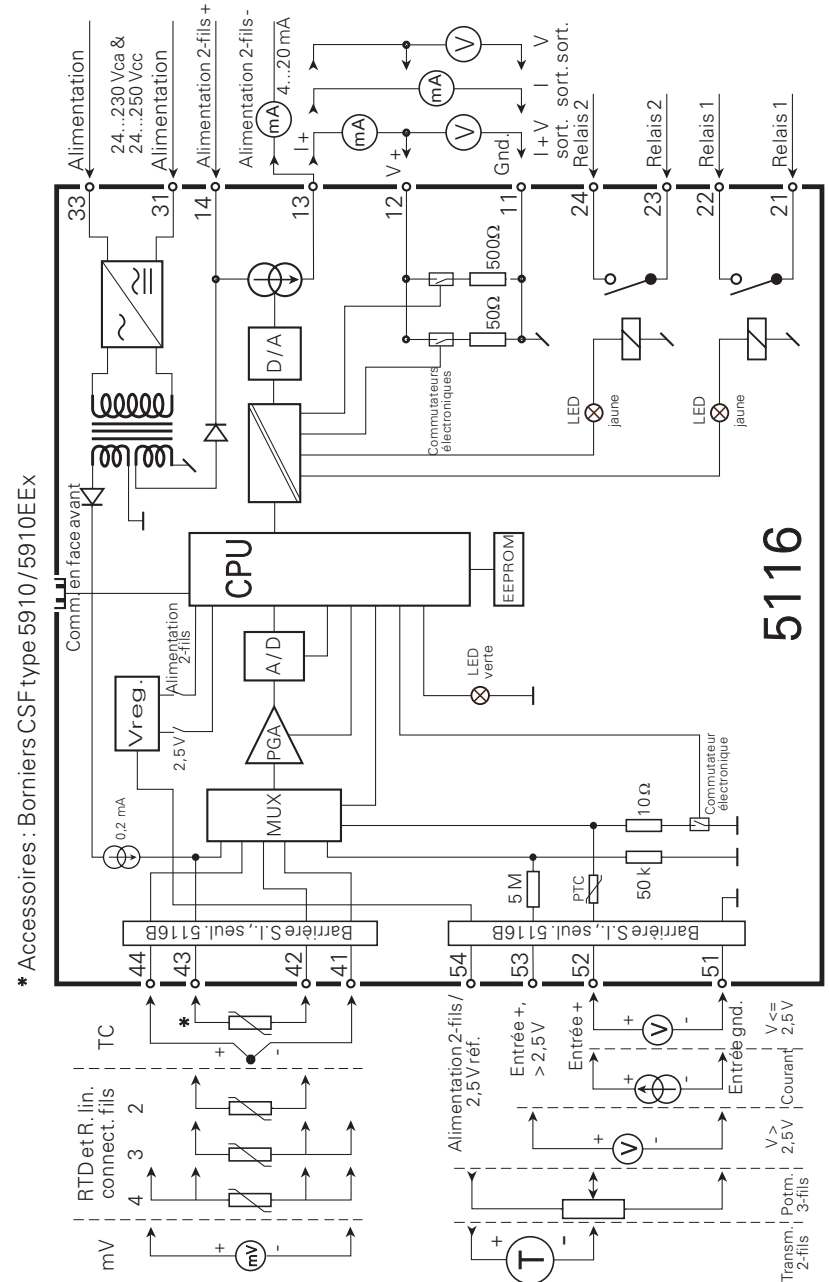 * Accessoires : Borniers CSF type 5910 / 5910EEx
TC
RTD et R. lin.
connect. fils
2
3
4
mV
+
-
*
+
-
mV
44
43
42
41
Barrière S.I., seul. 5116B
0,2 mA
Vreg.
2,5 V
Alimentation
2-fils
Comm. en face avant
MUX
PGA
A/D
CPU
EEPROM
LED
verte
D/A
Commutateurs
électroniques
50Ω
500Ω
LED
jaune
LED
jaune
33
31
14
13
12
11
24
23
22
21
Alimentation
24...230 Vca &
24...250 Vcc
Alimentation
Alimentation 2-fils +
Alimentation 2-fils -
mA
4...20 mA
I +
V +
Gnd.
mA
V
mA
V
I + V
sort.
I
sort.
V
sort.
Relais 2
Relais 2
Relais 1
Relais 1
54
53
52
51
Barrière S.I., seul. 5116B
5 M
PTC
50 k
10 Ω
Commutateur
électronique
5116
Alimentation 2-fils /
2,5 V réf.
Entrée +,
> 2,5 V
Entrée +
Entrée gnd.
+
V
-
V <=
2,5 V
+
-
Courant
+
V
-
V >
2,5 V
Potm.
3-fils
+
T
-
Transm.
2-fils